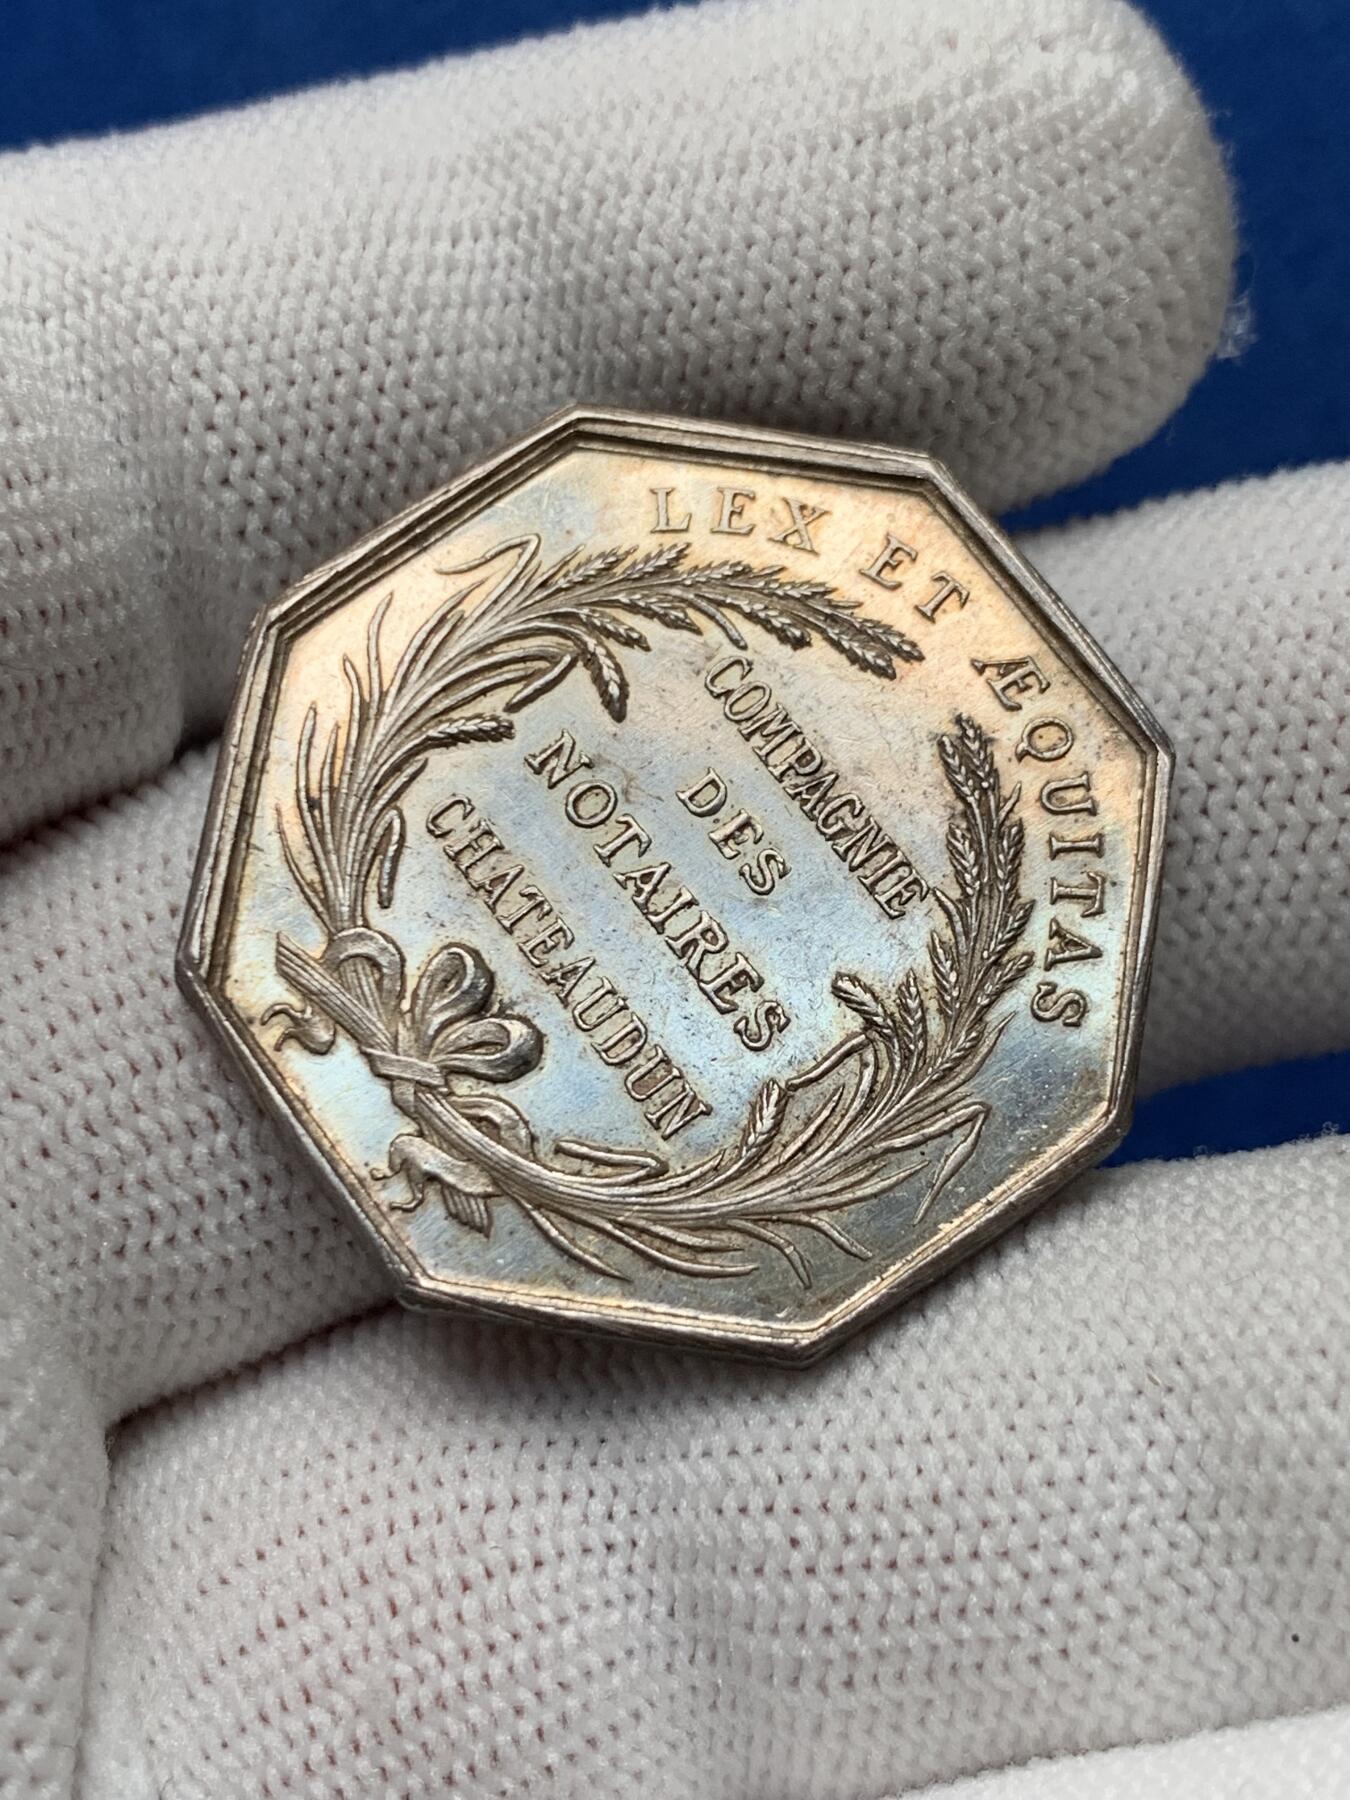 LEX ET ÆQUITAS
COMPAGNIE
DES
NOTAIRES
CHATEAUDUN